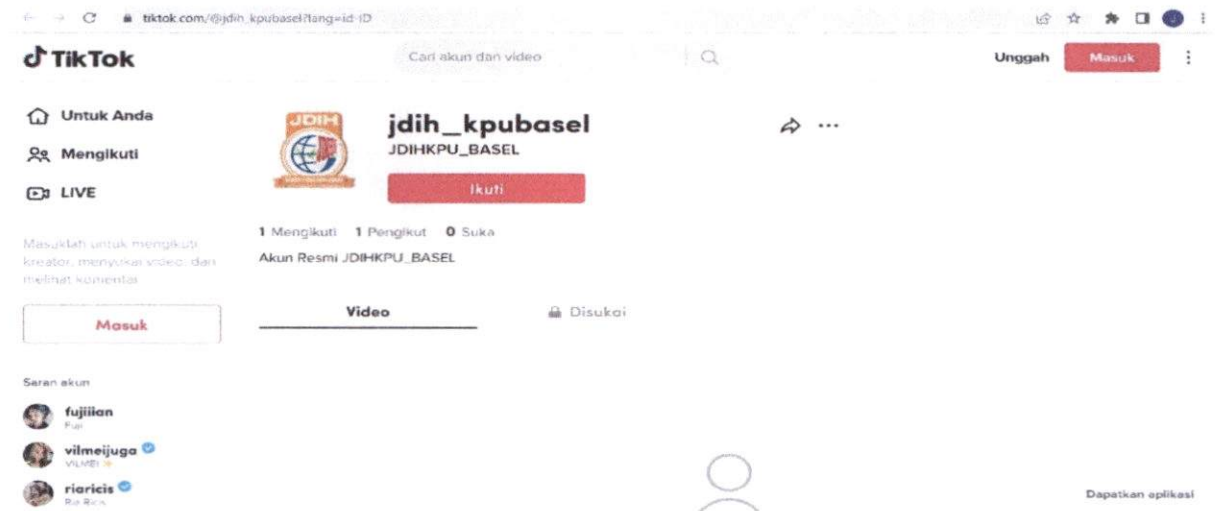 tiktok.com/@jdih_kpubasel?lang=id-ID
TikTok
Cari akun dan video
Unggah
Masuk
Untuk Anda
Mengikuti
LIVE
Masuklah untuk mengikuti
kreator, menyukai video, dan
melihat komentar
Masuk
Saran akun
fujiiian
Fuji
vilmeijuga
VILMEI
riaricis
Ria Ricis
JDIH
jdih_kpubasel
JDIHKPU_BASEL
Ikuti
1 Mengikuti 1 Pengikut 0 Suka
Akun Resmi JDIHKPU_BASEL
Video
Disukai
Dapatkan aplikasi